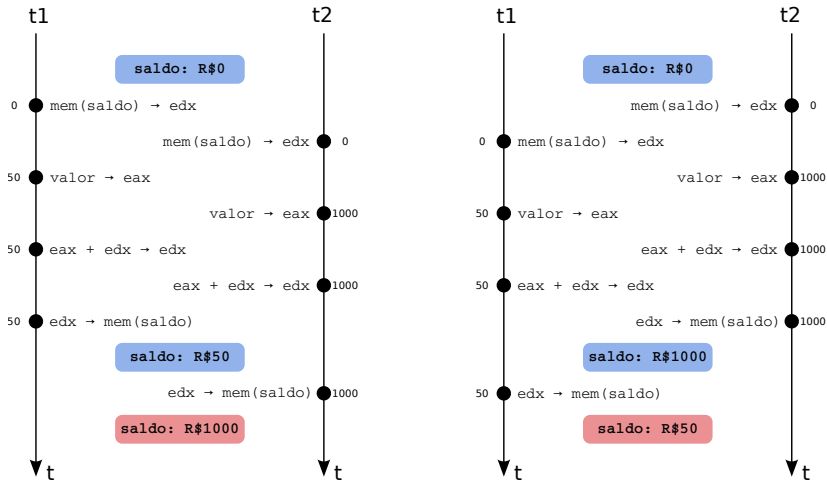 t1
t2
saldo: R$0
0
mem(saldo) → edx
mem(saldo) → edx
0
50
valor → eax
valor → eax
1000
50
eax + edx → edx
eax + edx → edx
1000
50
edx → mem(saldo)
saldo: R$50
edx → mem(saldo)
1000
saldo: R$1000
t
t
t1
t2
saldo: R$0
mem(saldo) → edx
0
0
mem(saldo) → edx
valor → eax
1000
50
valor → eax
eax + edx → edx
1000
50
eax + edx → edx
edx → mem(saldo)
1000
saldo: R$1000
50
edx → mem(saldo)
saldo: R$50
t
t